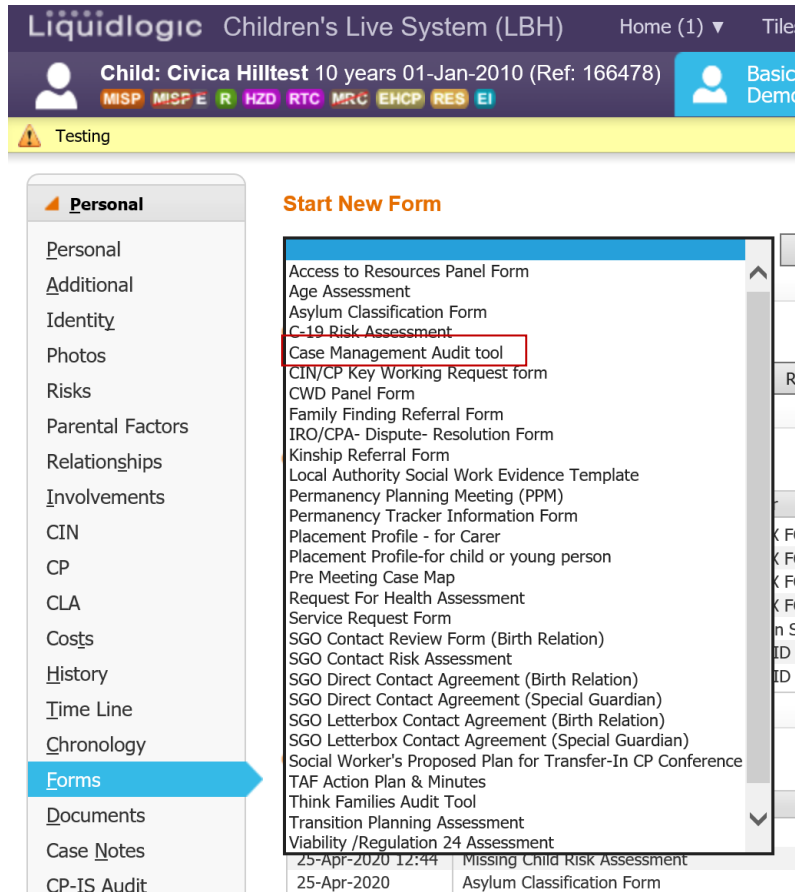 Liquidlogic Children's Live System (LBH) Home (1) ▼ Tiles
Child: Civica Hilltest 10 years 01-Jan-2010 (Ref: 166478)
MISP MISP E R HZD RTC MRC EHCP RES EI
Basic
Demo
Testing
Personal
Personal
Additional
Identity
Photos
Risks
Parental Factors
Relationships
Involvements
CIN
CP
CLA
Costs
History
Time Line
Chronology
Forms
Documents
Case Notes
CP-IS Audit
Start New Form
Access to Resources Panel Form
Age Assessment
Asylum Classification Form
C-19 Risk Assessment
Case Management Audit tool
CIN/CP Key Working Request form
CWD Panel Form
Family Finding Referral Form
IRO/CPA- Dispute- Resolution Form
Kinship Referral Form
Local Authority Social Work Evidence Template
Permanency Planning Meeting (PPM)
Permanency Tracker Information Form
Placement Profile - for Carer
Placement Profile-for child or young person
Pre Meeting Case Map
Request For Health Assessment
Service Request Form
SGO Contact Review Form (Birth Relation)
SGO Contact Risk Assessment
SGO Direct Contact Agreement (Birth Relation)
SGO Direct Contact Agreement (Special Guardian)
SGO Letterbox Contact Agreement (Birth Relation)
SGO Letterbox Contact Agreement (Special Guardian)
Social Worker's Proposed Plan for Transfer-In CP Conference
TAF Action Plan & Minutes
Think Families Audit Tool
Transition Planning Assessment
Viability /Regulation 24 Assessment
25-Apr-2020 12:44 Missing Child Risk Assessment
25-Apr-2020 Asylum Classification Form